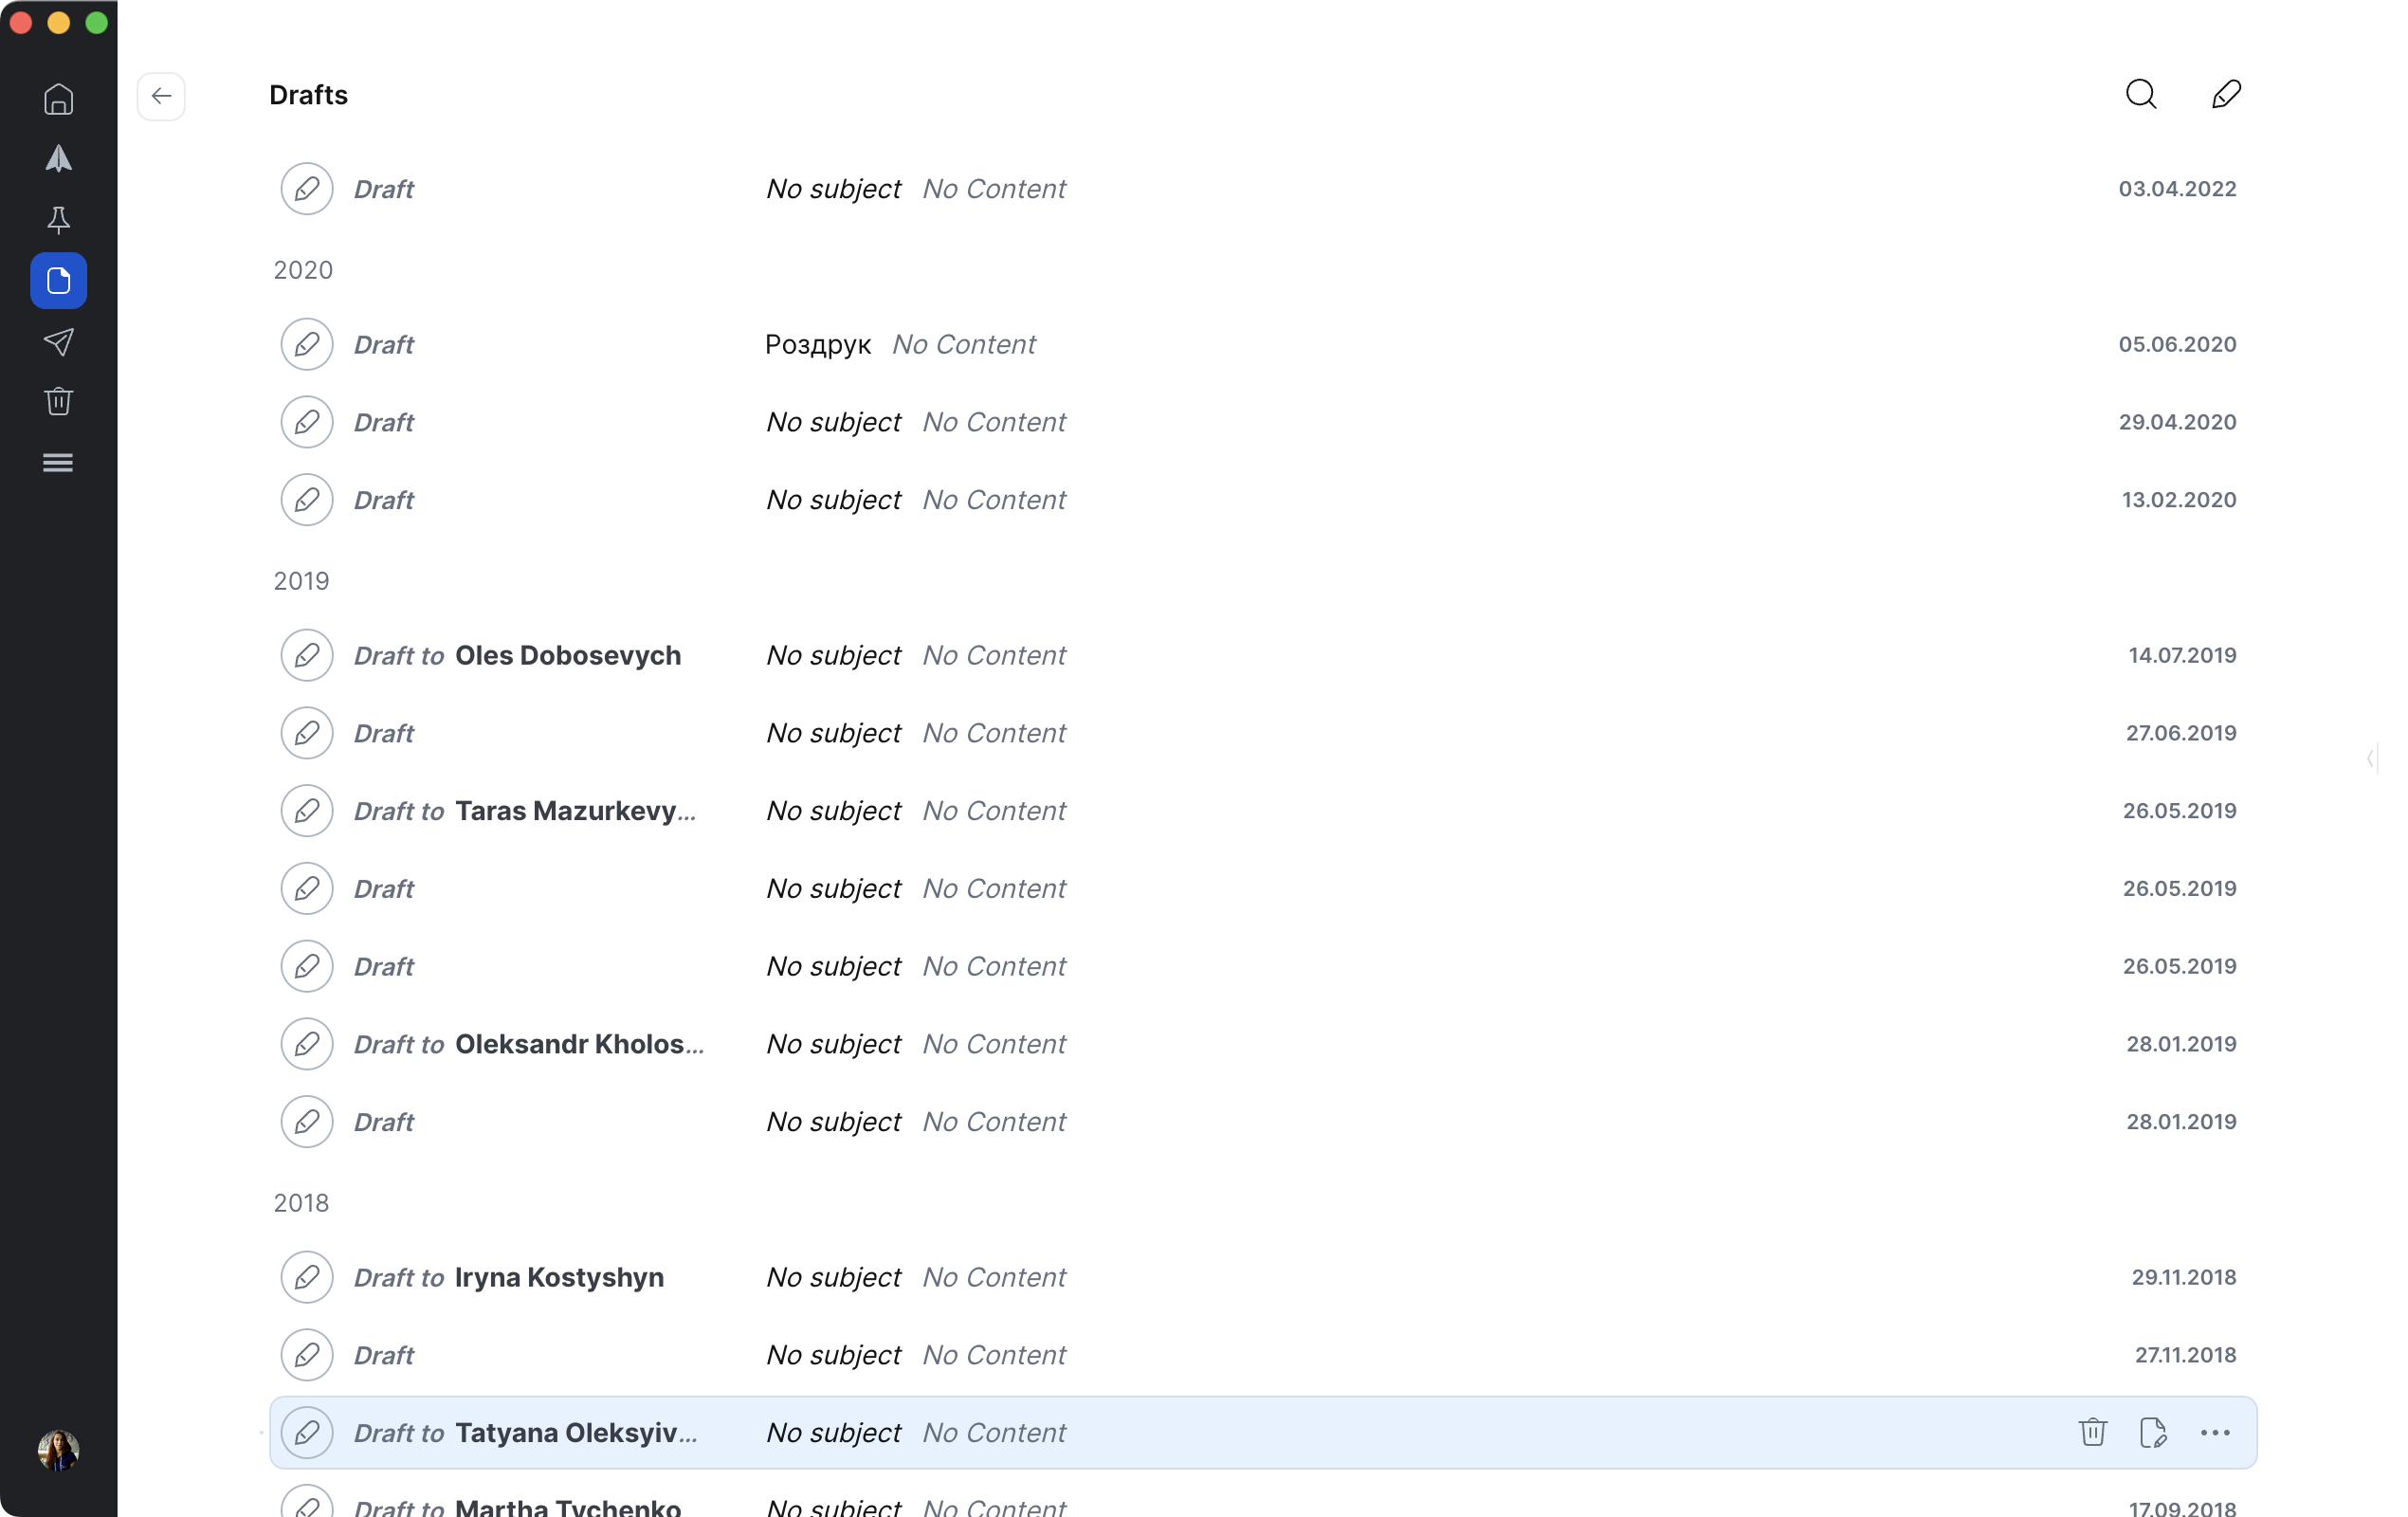 Drafts
Draft No subject No Content 03.04.2022
2020
Draft Роздрук No Content 05.06.2020
Draft No subject No Content 29.04.2020
Draft No subject No Content 13.02.2020
2019
Draft to Oles Dobosevych No subject No Content 14.07.2019
Draft No subject No Content 27.06.2019
Draft to Taras Mazurkevy... No subject No Content 26.05.2019
Draft No subject No Content 26.05.2019
Draft No subject No Content 26.05.2019
Draft to Oleksandr Kholos... No subject No Content 28.01.2019
Draft No subject No Content 28.01.2019
2018
Draft to Iryna Kostyshyn No subject No Content 29.11.2018
Draft No subject No Content 27.11.2018
Draft to Tatyana Oleksyiv... No subject No Content
Draft to Martha Tychenko No subject No Content 17.09.2018